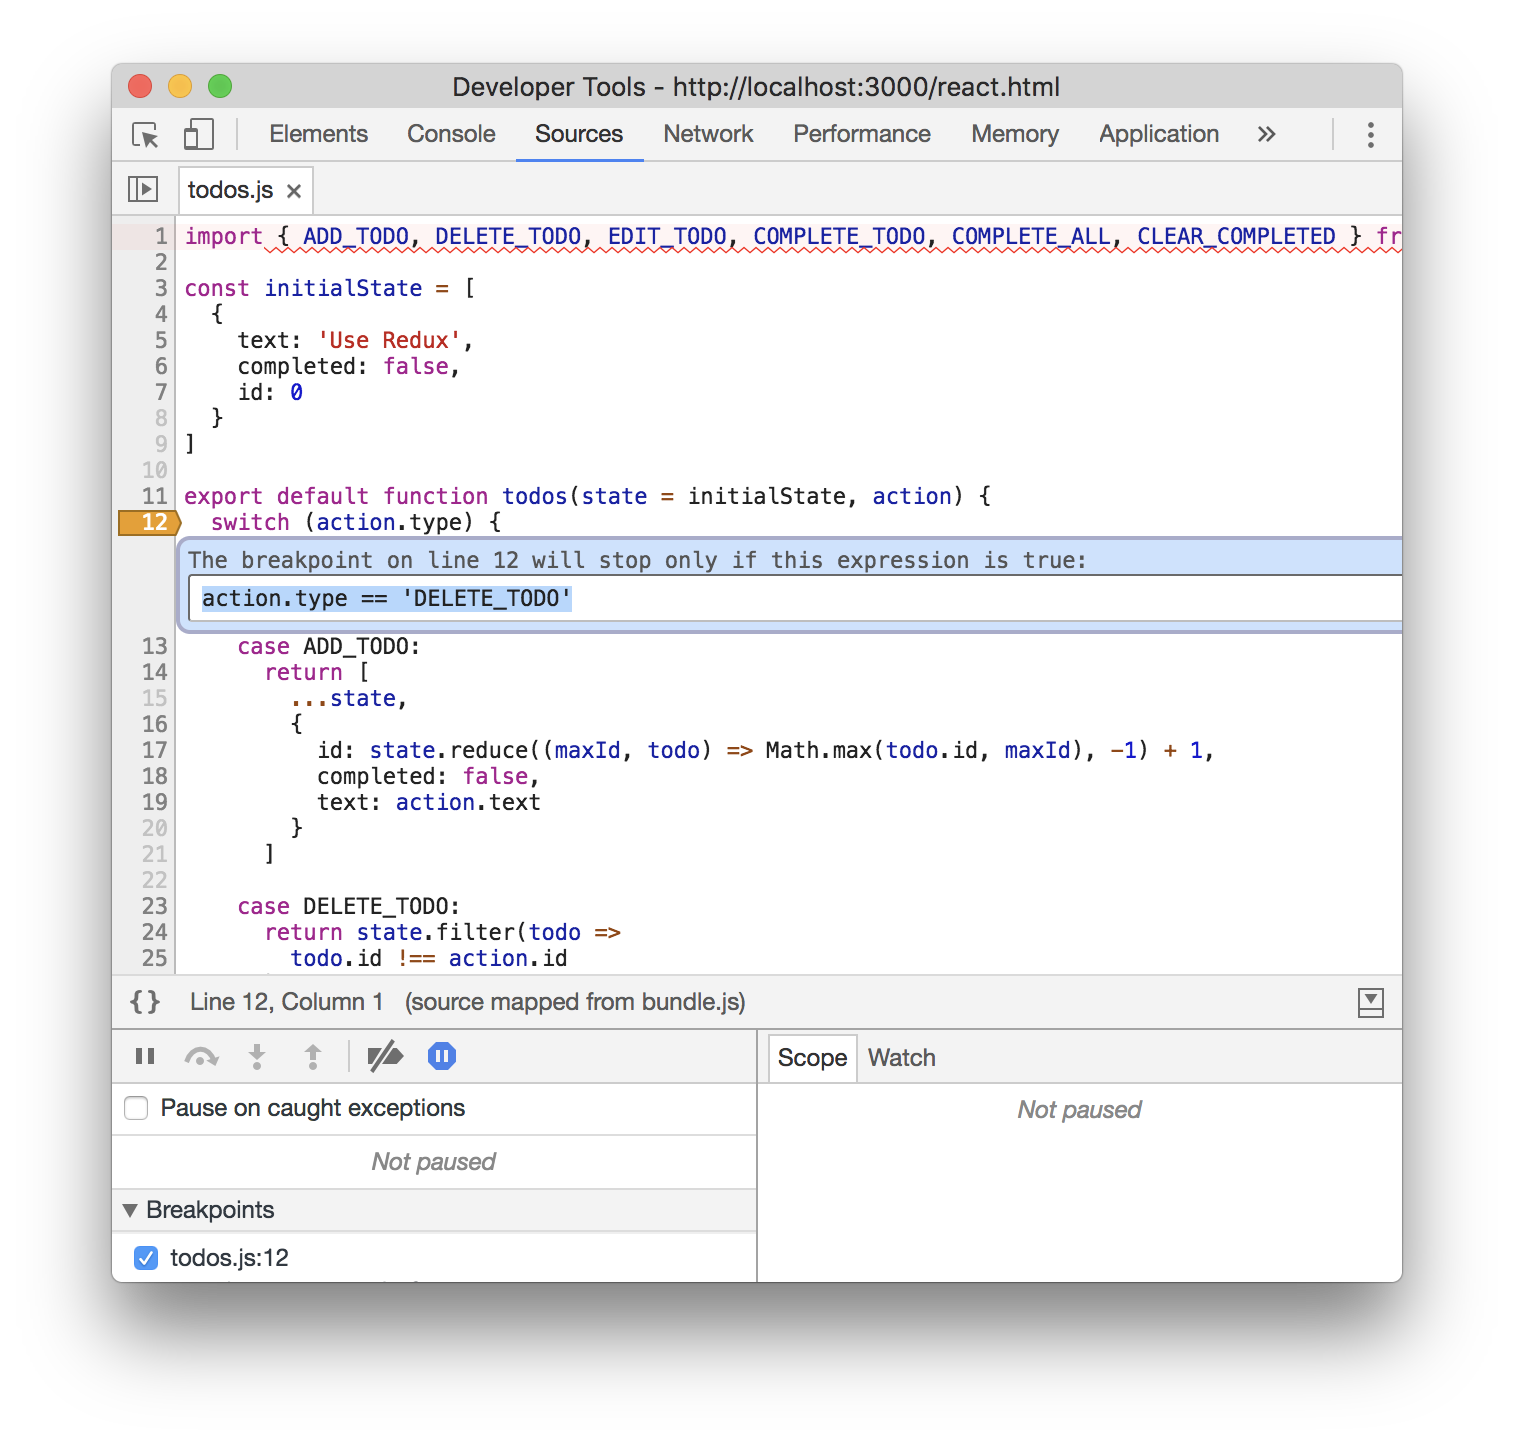 Developer Tools - http://localhost:3000/react.html
Elements Console Sources Network Performance Memory Application »
todos.js ×
1 import { ADD_TODO, DELETE_TODO, EDIT_TODO, COMPLETE_TODO, COMPLETE_ALL, CLEAR_COMPLETED } fr
2
3 const initialState = [
4   {
5     text: 'Use Redux',
6     completed: false,
7     id: 0
8   }
9 ]
10
11 export default function todos(state = initialState, action) {
12   switch (action.type) {
The breakpoint on line 12 will stop only if this expression is true:
action.type == 'DELETE_TODO'
13     case ADD_TODO:
14       return [
15         ...state,
16         {
17           id: state.reduce((maxId, todo) => Math.max(todo.id, maxId), -1) + 1,
18           completed: false,
19           text: action.text
20         }
21       ]
22
23     case DELETE_TODO:
24       return state.filter(todo =>
25         todo.id !== action.id
{} Line 12, Column 1 (source mapped from bundle.js)
Scope Watch
Pause on caught exceptions
Not paused
Not paused
Breakpoints
todos.js:12